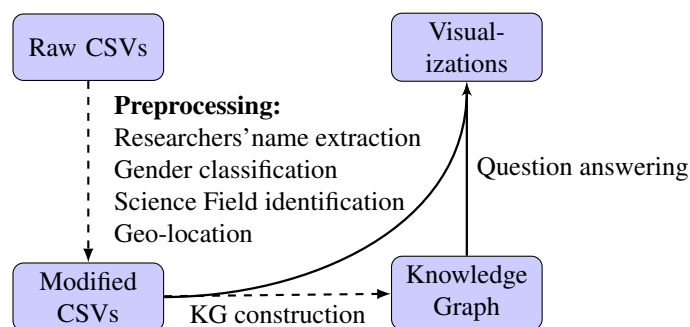 Raw CSVs
Visual-
izations
Preprocessing:
Researchers’name extraction
Gender classification
Science Field identification
Geo-location
Question answering
Modified
CSVs
KG construction
Knowledge
Graph